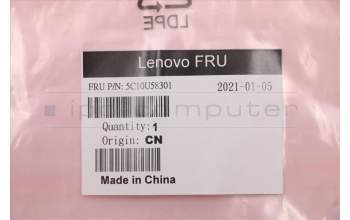 LDPE
Lenovo FRU
FRU P/N: 5C10U58301 2021-01-05
Quantity: 1
Origin: CN
Made in China